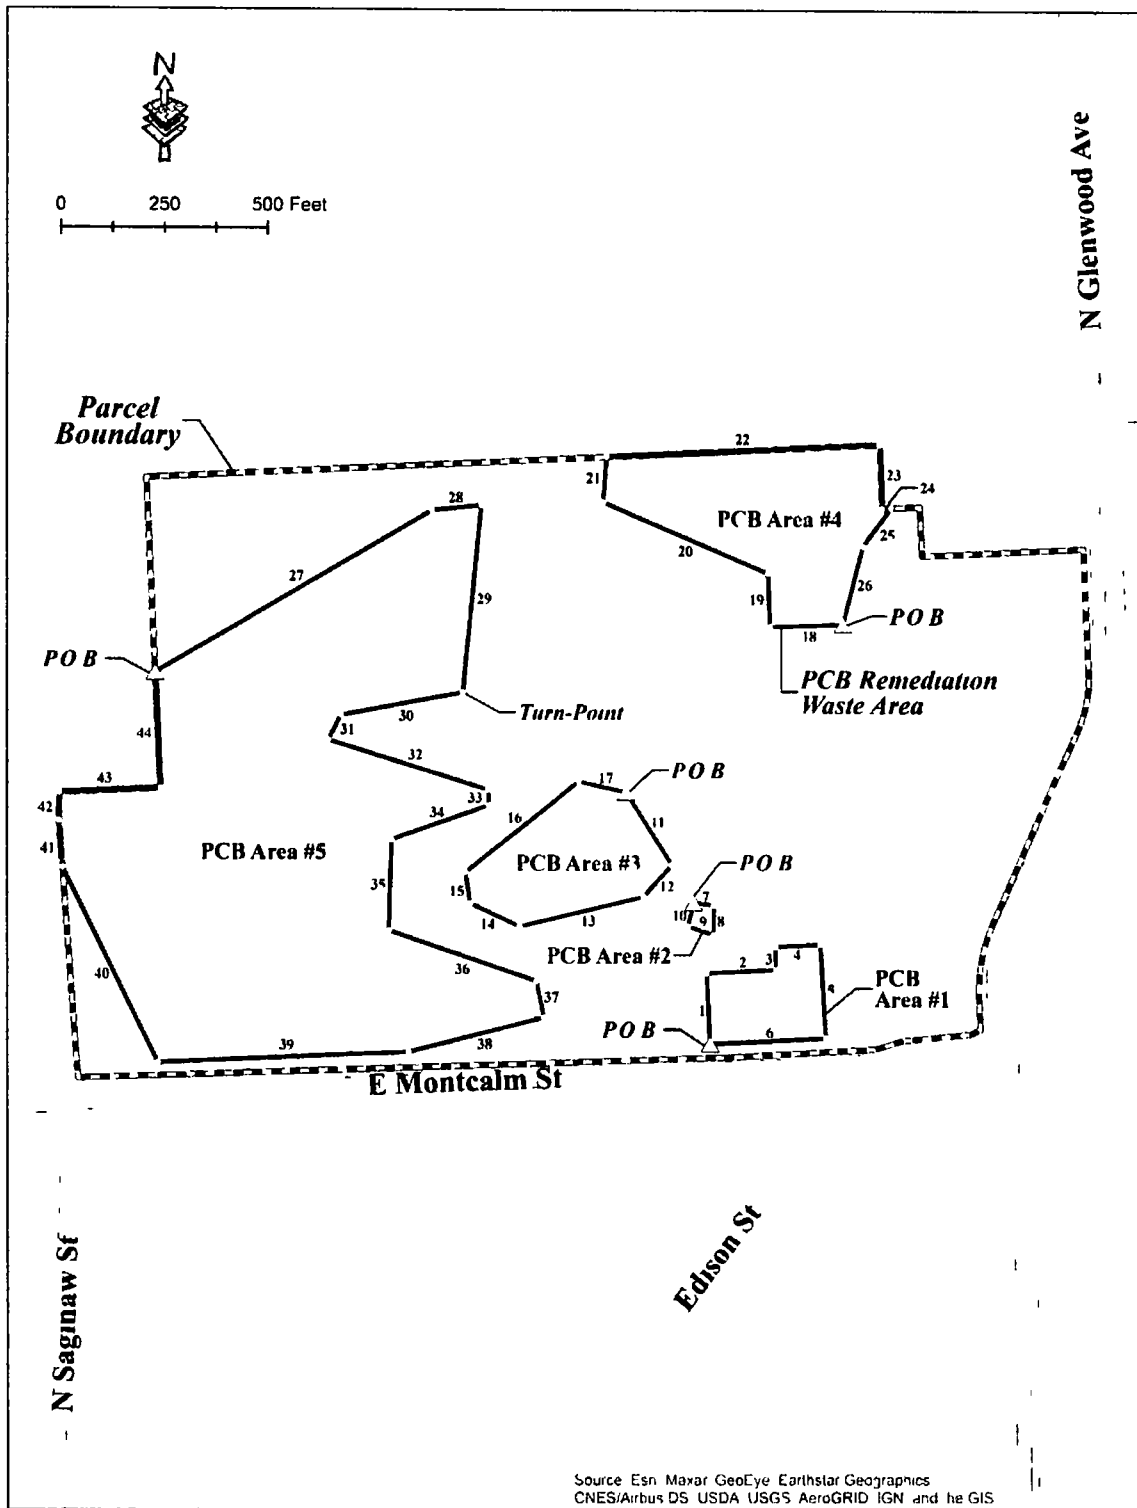 N
0 250 500 Feet
N Glenwood Ave
Parcel
Boundary
22
21
23
24
28
PCB Area #4
25
20
27
26
29
19
18
P O B
P O B
PCB Remediation
Waste Area
30
Turn-Point
31
44
32
43
17
P O B
42
33
34
16
11
41
PCB Area #5
PCB Area #3
P O B
12
35
15
7
10
9
8
14
13
PCB Area #2
36
40
2
3
4
PCB
Area #1
37
1
5
P O B
6
39
38
E Montcalm St
Edison St
N Saginaw St
Source Esri Maxar GeoEye Earthstar Geographics
CNES/Airbus DS USDA USGS AeroGRID IGN and he GIS